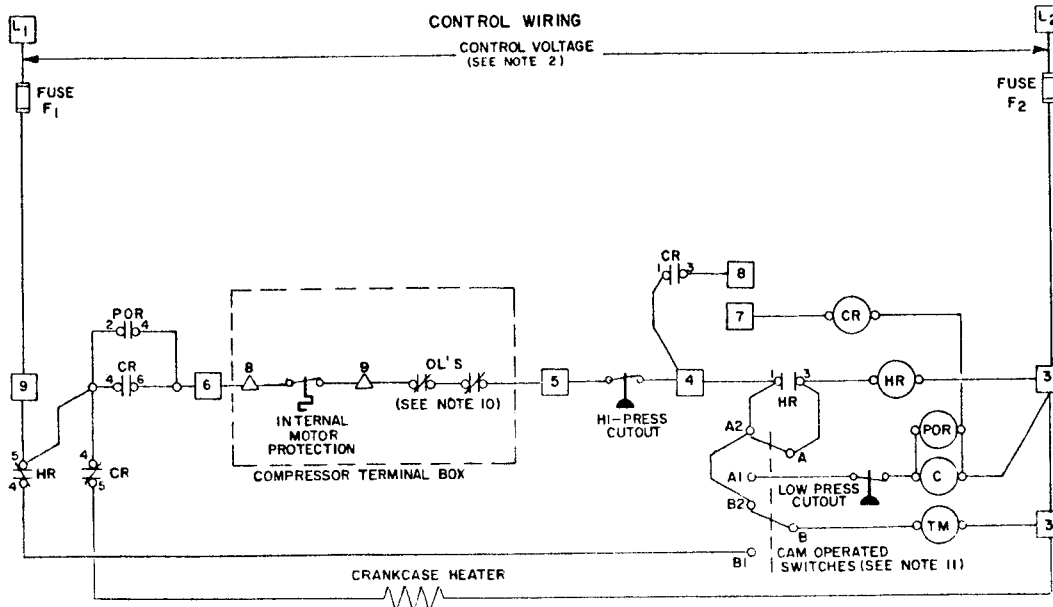 CONTROL WIRING
L1
L2
CONTROL VOLTAGE
(SEE NOTE 2)
FUSE
F1
FUSE
F2
CR
1 3
8
7
CR
POR
2 4
CR
4 6
9
6
8
9
OL'S
(SEE NOTE 10)
INTERNAL
MOTOR
PROTECTION
COMPRESSOR TERMINAL BOX
5
HI-PRESS
CUTOUT
4
1 3
HR
HR
3
5
HR
4
4
CR
5
A2
A
POR
A1
LOW PRESS
CUTOUT
C
B2
B
TM
3
B1
CAM OPERATED
SWITCHES (SEE NOTE 11)
CRANKCASE HEATER